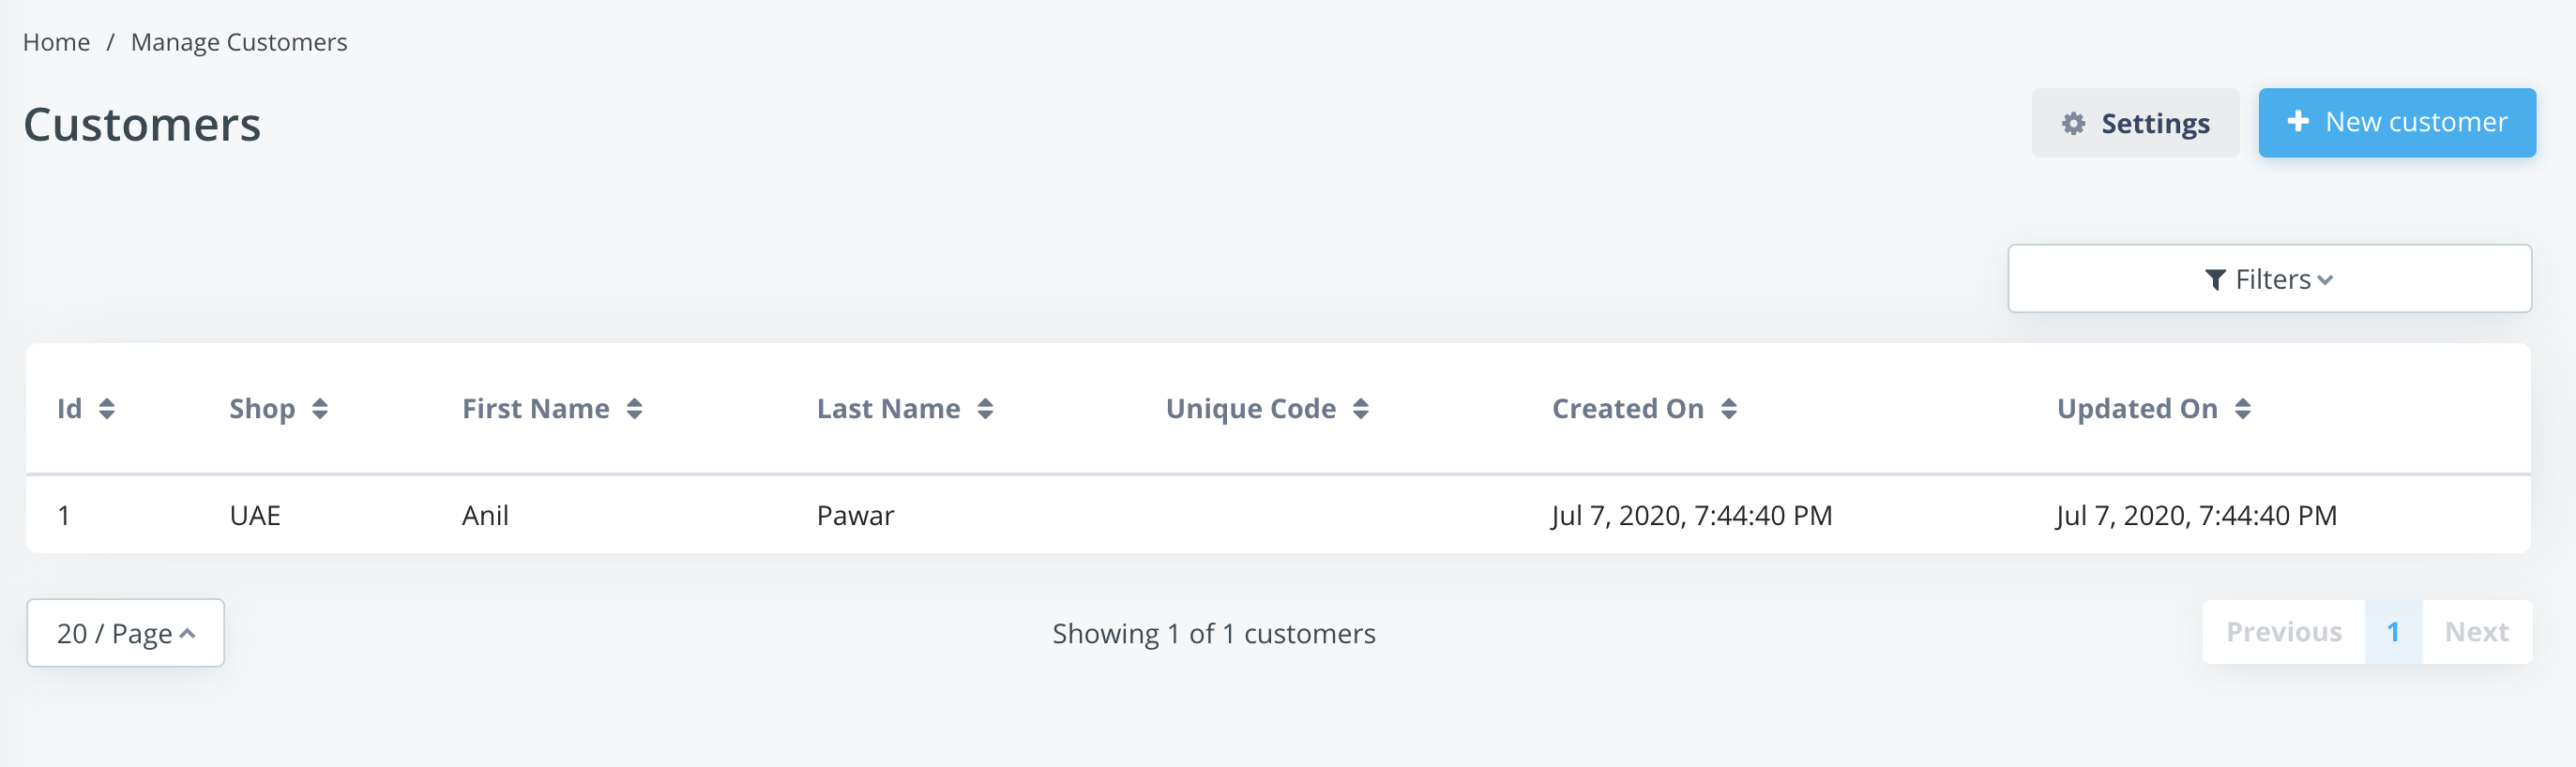 Home / Manage Customers
Customers
Settings
New customer
Filters
Id Shop First Name Last Name Unique Code Created On Updated On
1 UAE Anil Pawar Jul 7, 2020, 7:44:40 PM Jul 7, 2020, 7:44:40 PM
20 / Page Showing 1 of 1 customers Previous 1 Next